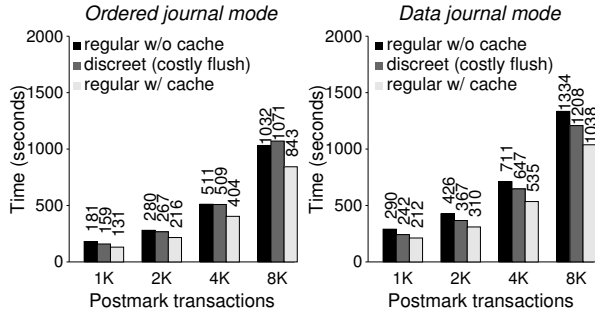 Ordered journal mode
Time (seconds)
2000
1500
1000
500
0
regular w/o cache
discreet (costly flush)
regular w/ cache
181
159
131
280
267
216
511
509
404
1032
1071
843
1K
2K
4K
8K
Postmark transactions
Data journal mode
Time (seconds)
2000
1500
1000
500
0
regular w/o cache
discreet (costly flush)
regular w/ cache
290
242
212
426
367
310
711
647
535
1334
1208
1038
1K
2K
4K
8K
Postmark transactions